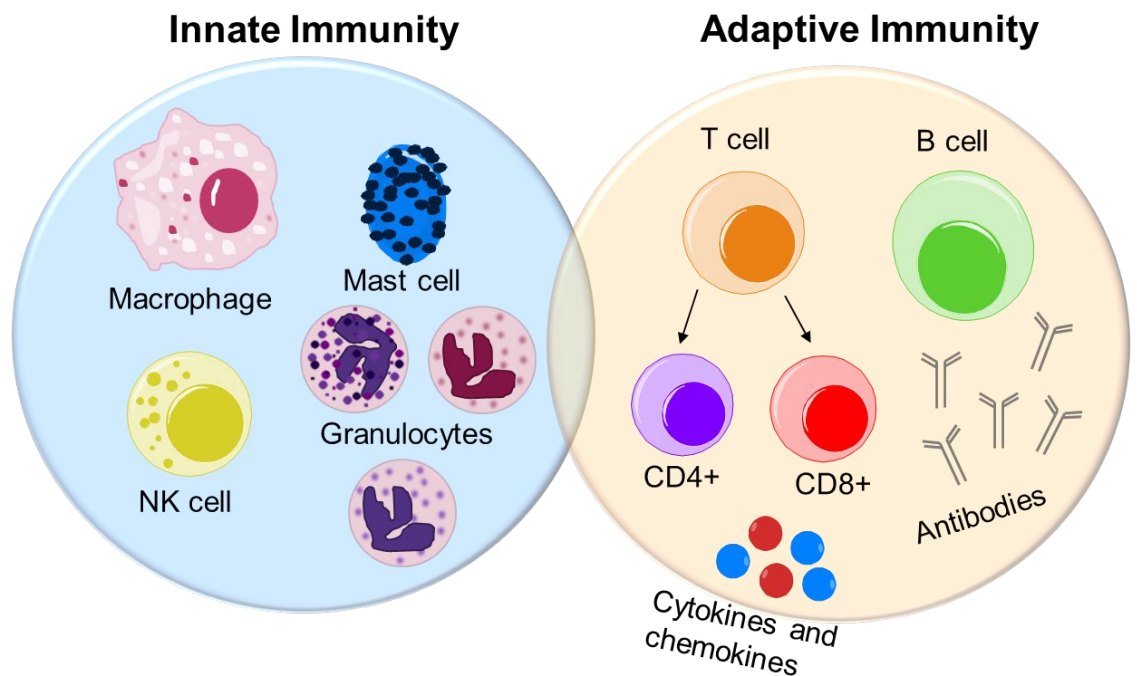 Innate Immunity
Adaptive Immunity
Macrophage
Mast cell
NK cell
Granulocytes
T cell
B cell
CD4+
CD8+
Antibodies
Cytokines and
chemokines